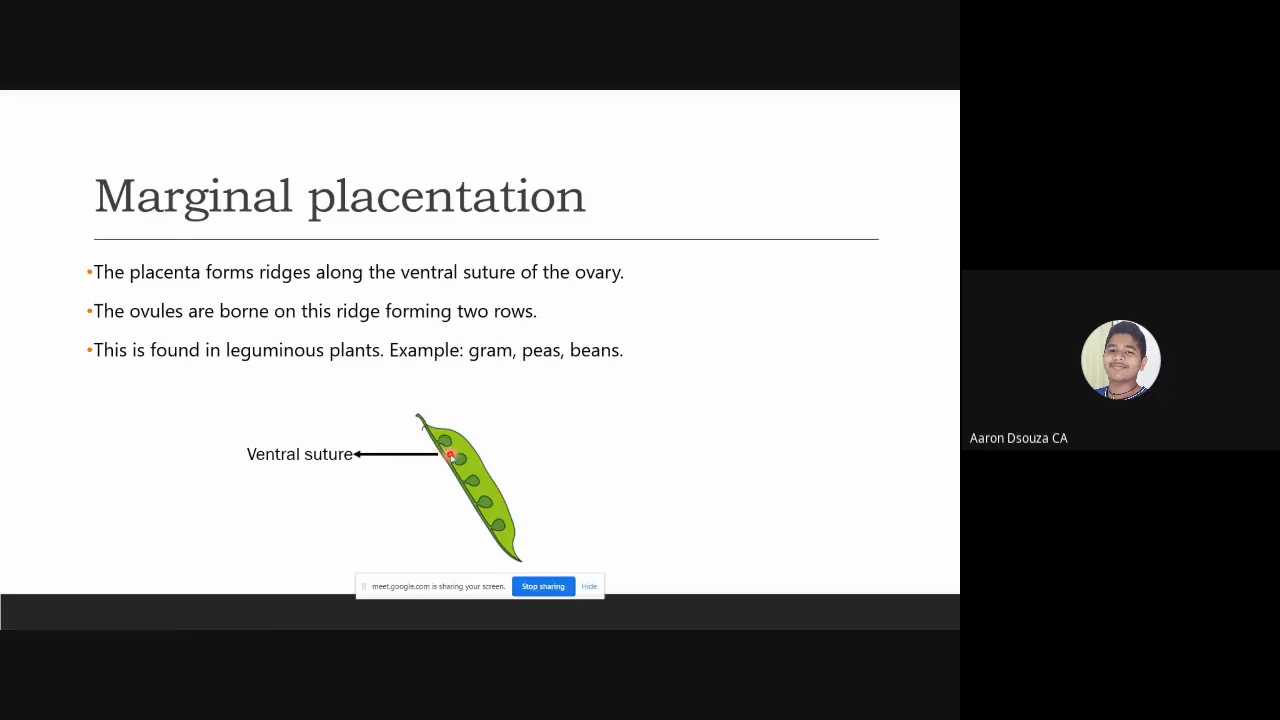 Marginal placentation
•The placenta forms ridges along the ventral suture of the ovary.
•The ovules are borne on this ridge forming two rows.
•This is found in leguminous plants. Example: gram, peas, beans.
Ventral suture
meet.google.com is sharing your screen. Stop sharing Hide
Aaron Dsouza CA